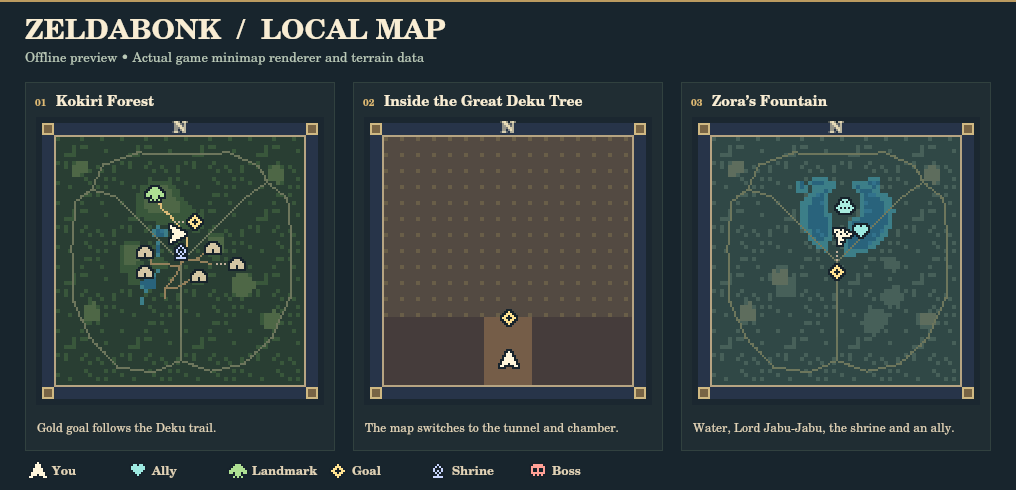 ZELDABONK / LOCAL MAP
Offline preview • Actual game minimap renderer and terrain data
01 Kokiri Forest
N
Gold goal follows the Deku trail.
02 Inside the Great Deku Tree
N
The map switches to the tunnel and chamber.
03 Zora's Fountain
N
Water, Lord Jabu-Jabu, the shrine and an ally.
You Ally Landmark Goal Shrine Boss